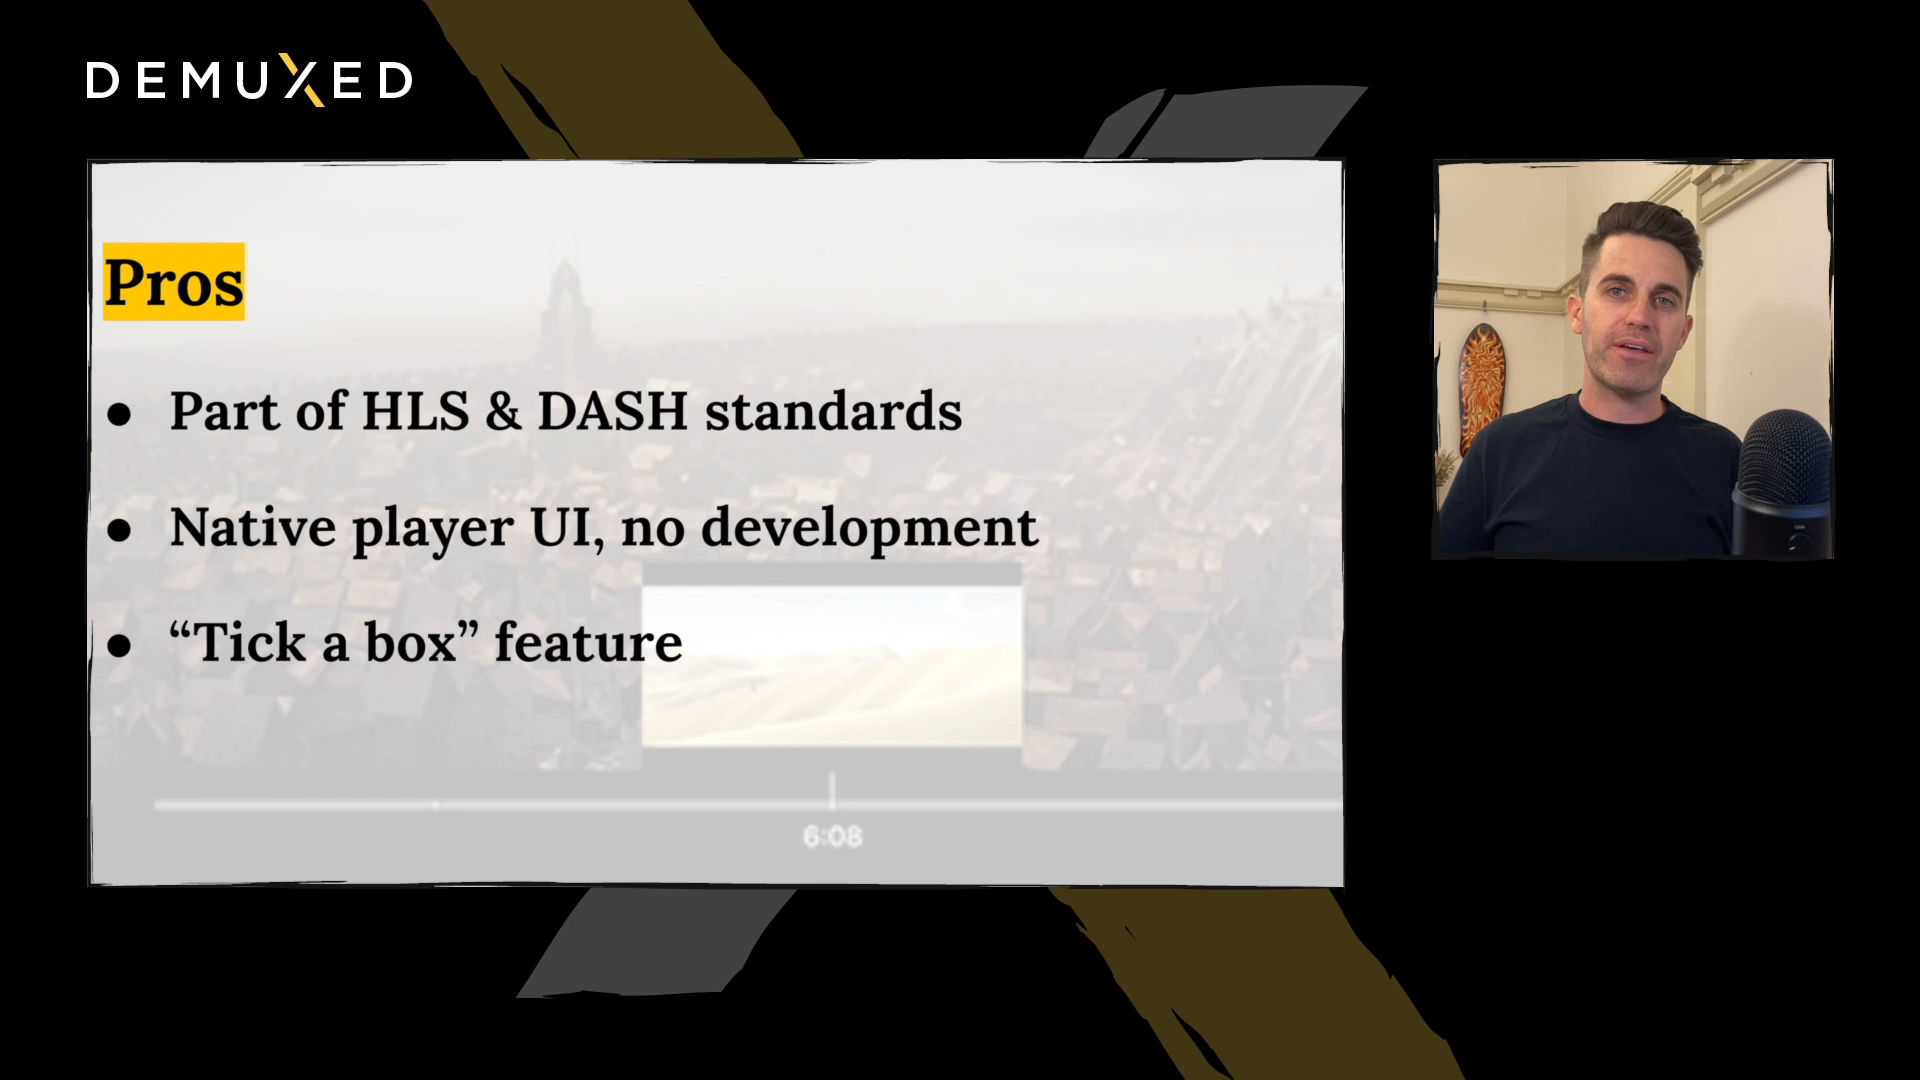 DEMUXED
Pros
● Part of HLS & DASH standards
● Native player UI, no development
● “Tick a box” feature
6:08